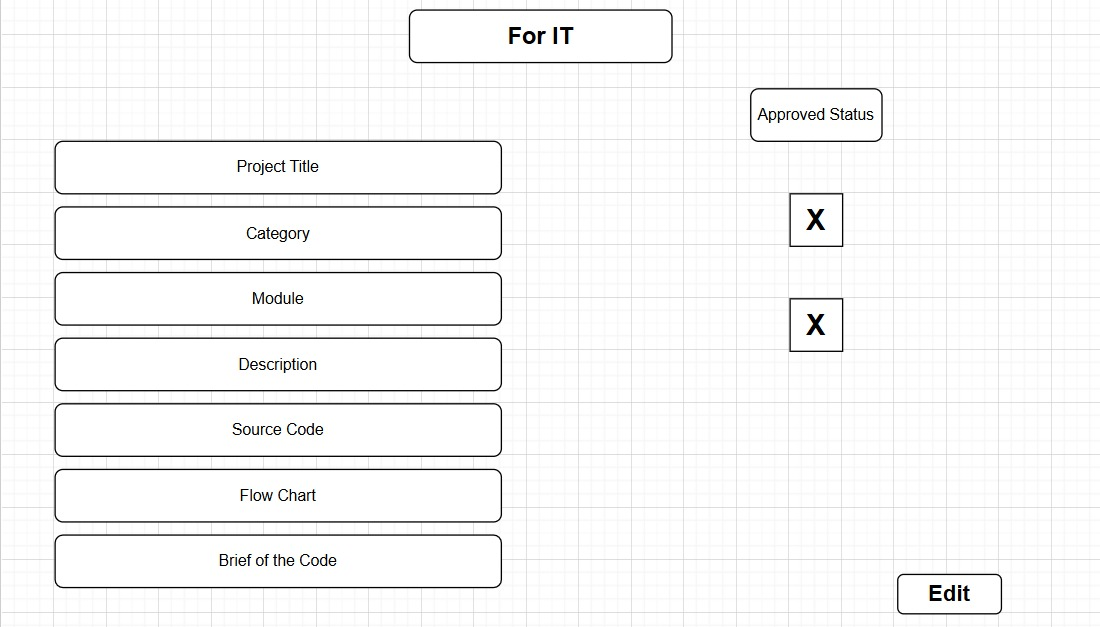 For IT
Approved Status
Project Title
Category
Module
Description
Source Code
Flow Chart
Brief of the Code
X
X
Edit